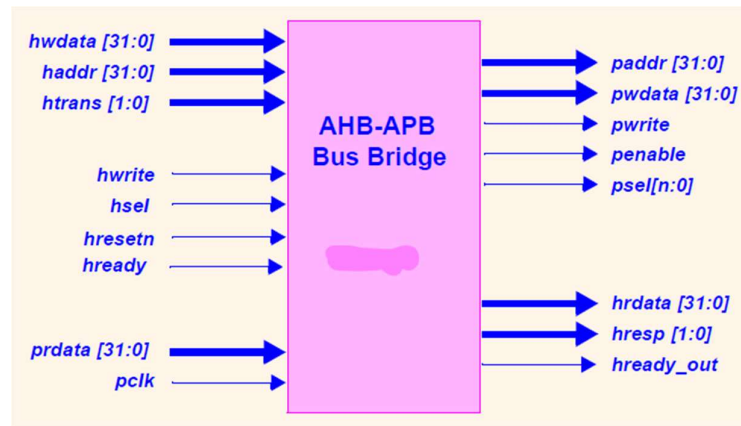 hwdata [31:0]
haddr [31:0]
htrans [1:0]
hwrite
hsel
hresetn
hready
prdata [31:0]
pclk
AHB-APB
Bus Bridge
paddr [31:0]
pwdata [31:0]
pwrite
penable
psel[n:0]
hrdata [31:0]
hresp [1:0]
hready_out